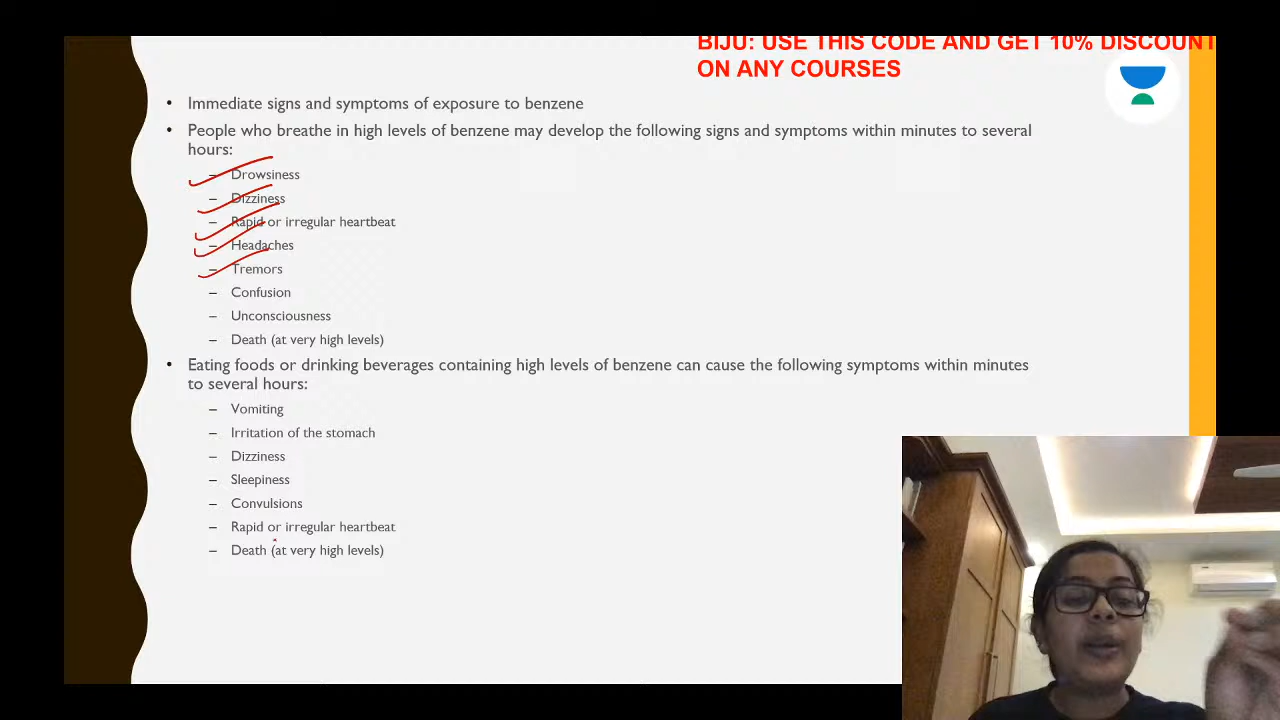 BIJU: USE THIS CODE AND GET 10% DISCOUNT
ON ANY COURSES
• Immediate signs and symptoms of exposure to benzene
• People who breathe in high levels of benzene may develop the following signs and symptoms within minutes to several
hours:
– Drowsiness
– Dizziness
– Rapid or irregular heartbeat
– Headaches
– Tremors
– Confusion
– Unconsciousness
– Death (at very high levels)
• Eating foods or drinking beverages containing high levels of benzene can cause the following symptoms within minutes
to several hours:
– Vomiting
– Irritation of the stomach
– Dizziness
– Sleepiness
– Convulsions
– Rapid or irregular heartbeat
– Death (at very high levels)